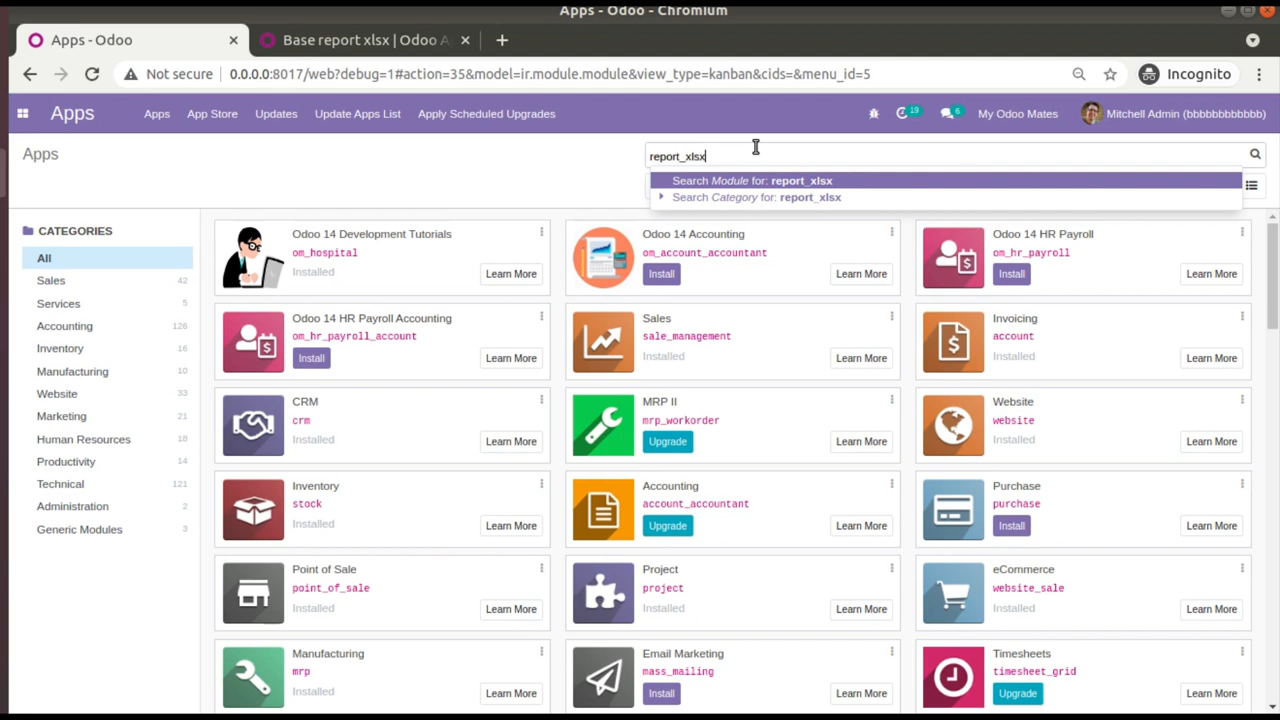 Apps - Odoo - Chromium
Apps - Odoo
Base report xlsx | Odoo A
Not secure
0.0.0.0:8017/web?debug=1#action=35&model=ir.module.module&view_type=kanban&cids=&menu_id=5
Incognito
Apps
Apps
App Store
Updates
Update Apps List
Apply Scheduled Upgrades
19
6
My Odoo Mates
Mitchell Admin (bbbbbbbbbbbb)
Apps
report_xlsx
Search Module for: report_xlsx
Search Category for: report_xlsx
CATEGORIES
All
Sales 42
Services 5
Accounting 126
Inventory 16
Manufacturing 10
Website 33
Marketing 21
Human Resources 18
Productivity 14
Technical 121
Administration 2
Generic Modules 3
Odoo 14 Development Tutorials
om_hospital
Installed
Learn More
Odoo 14 Accounting
om_account_accountant
Install
Learn More
Odoo 14 HR Payroll
om_hr_payroll
Install
Learn More
Odoo 14 HR Payroll Accounting
om_hr_payroll_account
Install
Learn More
Sales
sale_management
Installed
Learn More
Invoicing
account
Installed
Learn More
CRM
crm
Installed
Learn More
MRP II
mrp_workorder
Upgrade
Learn More
Website
website
Installed
Learn More
Inventory
stock
Installed
Learn More
Accounting
account_accountant
Upgrade
Learn More
Purchase
purchase
Install
Learn More
Point of Sale
point_of_sale
Installed
Learn More
Project
project
Installed
Learn More
eCommerce
website_sale
Installed
Learn More
Manufacturing
mrp
Installed
Learn More
Email Marketing
mass_mailing
Install
Learn More
Timesheets
timesheet_grid
Upgrade
Learn More